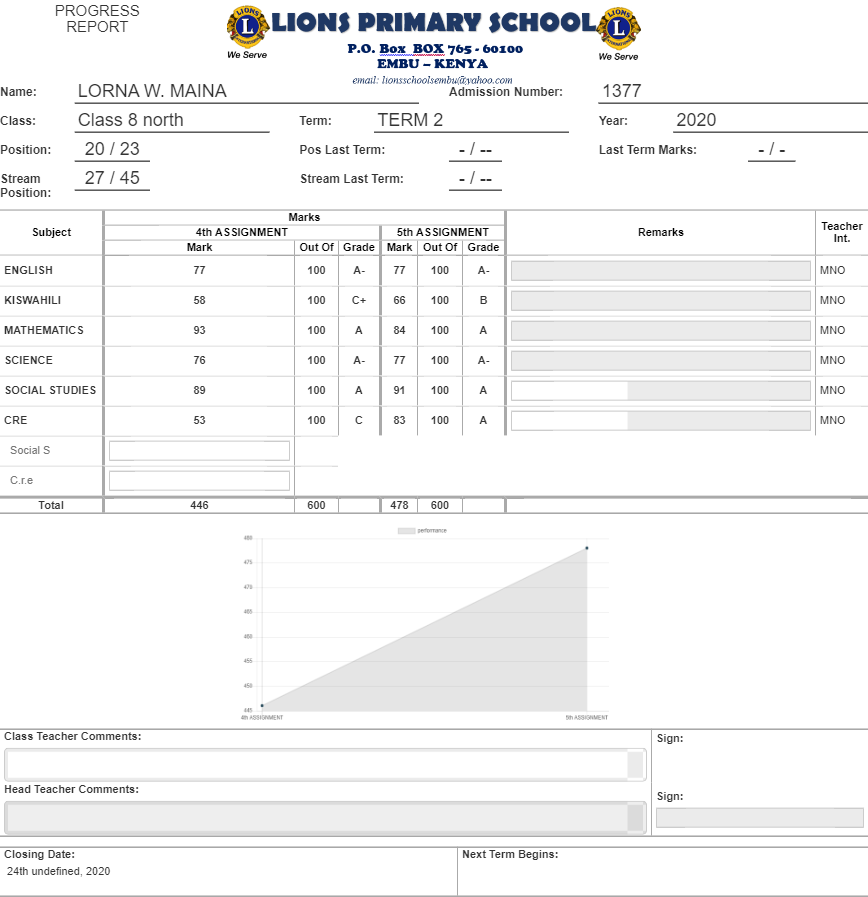 PROGRESS
REPORT
LIONS PRIMARY SCHOOL
We Serve
We Serve
P.O. Box BOX 765 - 60100
EMBU – KENYA
email: lionsschoolsembu@yahoo.com
Name: LORNA W. MAINA Admission Number: 1377
Class: Class 8 north Term: TERM 2 Year: 2020
Position: 20 / 23 Pos Last Term: - / -- Last Term Marks: - / -
Stream Position: 27 / 45 Stream Last Term: - / --
Subject Marks Remarks Teacher Int.
4th ASSIGNMENT 5th ASSIGNMENT
Mark Out Of Grade Mark Out Of Grade
ENGLISH 77 100 A- 77 100 A- MNO
KISWAHILI 58 100 C+ 66 100 B MNO
MATHEMATICS 93 100 A 84 100 A MNO
SCIENCE 76 100 A- 77 100 A- MNO
SOCIAL STUDIES 89 100 A 91 100 A MNO
CRE 53 100 C 83 100 A MNO
Social S
C.r.e
Total 446 600 478 600
performance
480
475
470
465
460
455
450
445
4th ASSIGNMENT 5th ASSIGNMENT
Class Teacher Comments: Sign:
Head Teacher Comments: Sign:
Closing Date: Next Term Begins:
24th undefined, 2020